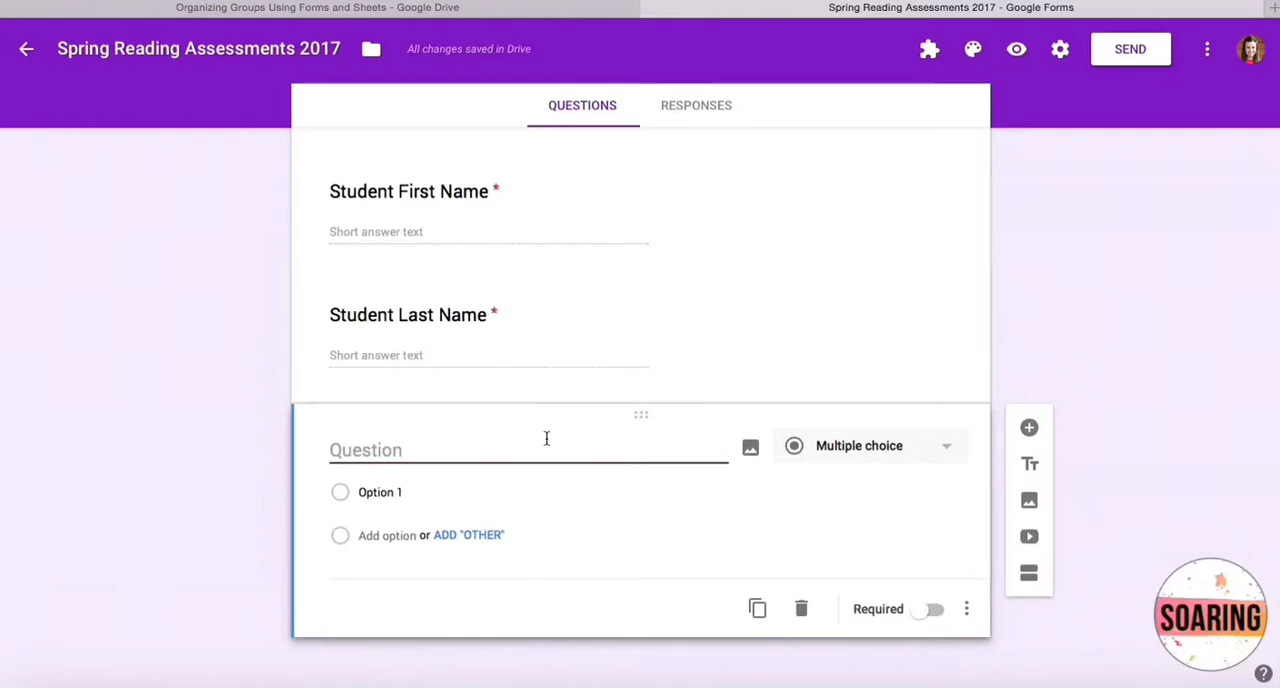 Organizing Groups Using Forms and Sheets - Google Drive
Spring Reading Assessments 2017 - Google Forms
Spring Reading Assessments 2017
All changes saved in Drive
SEND
QUESTIONS
RESPONSES
Student First Name *
Short answer text
Student Last Name *
Short answer text
Question
Multiple choice
Option 1
Add option or ADD "OTHER"
Required
SOARING